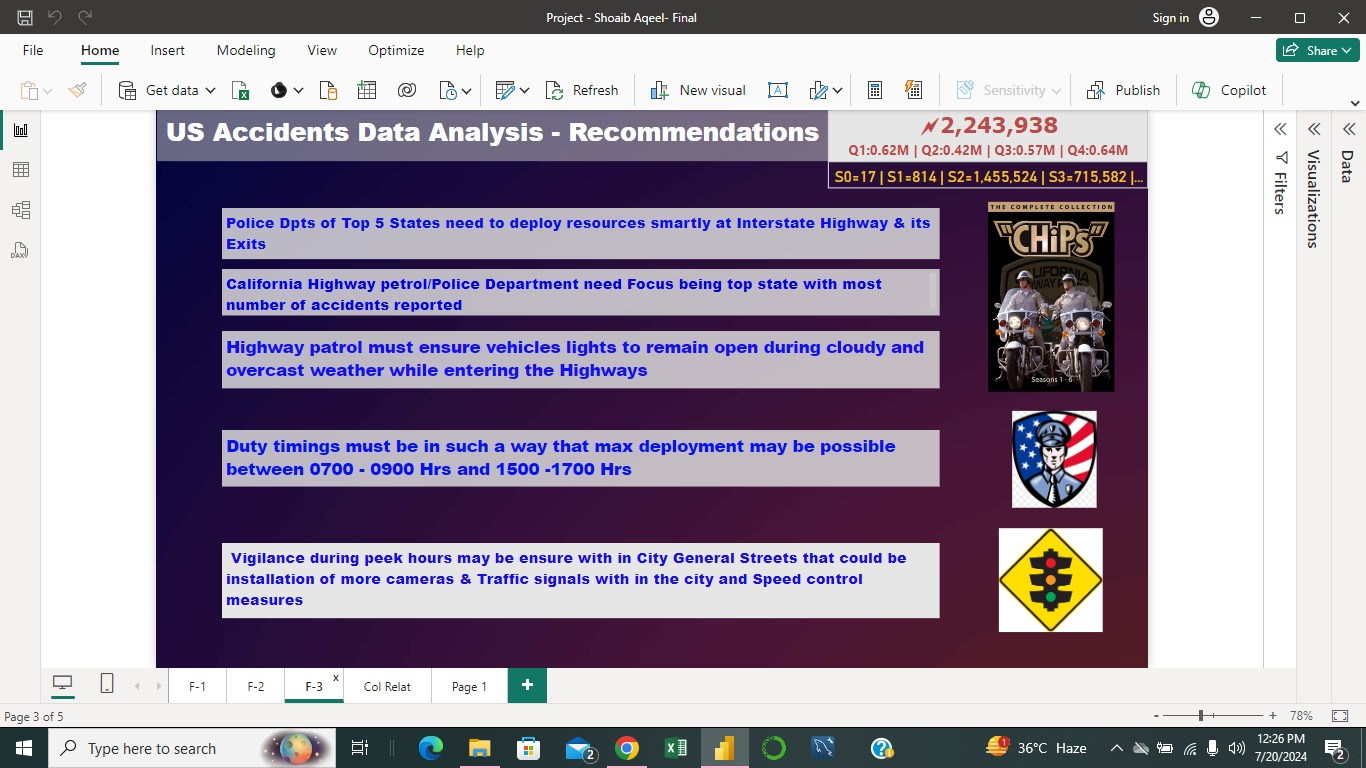 Project - Shoaib Aqeel- Final
Sign in
File Home Insert Modeling View Optimize Help
Share
Get data
Refresh
New visual
Sensitivity
Publish
Copilot
US Accidents Data Analysis - Recommendations
2,243,938
Q1:0.62M | Q2:0.42M | Q3:0.57M | Q4:0.64M
S0=17 | S1=814 | S2=1,455,524 | S3=715,582 |...
Filters
Visualizations
Data
DAX
Police Dpts of Top 5 States need to deploy resources smartly at Interstate Highway & its
Exits
California Highway petrol/Police Department need Focus being top state with most
number of accidents reported
Highway patrol must ensure vehicles lights to remain open during cloudy and
overcast weather while entering the Highways
Duty timings must be in such a way that max deployment may be possible
between 0700 - 0900 Hrs and 1500 -1700 Hrs
Vigilance during peek hours may be ensure with in City General Streets that could be
installation of more cameras & Traffic signals with in the city and Speed control
measures
THE COMPLETE COLLECTION
"CHiPs"
Seasons 1 - 6
F-1
F-2
F-3
x
Col Relat
Page 1
+
Page 3 of 5
- + 78%
Type here to search
2
36°C Haze
12:26 PM
7/20/2024
2